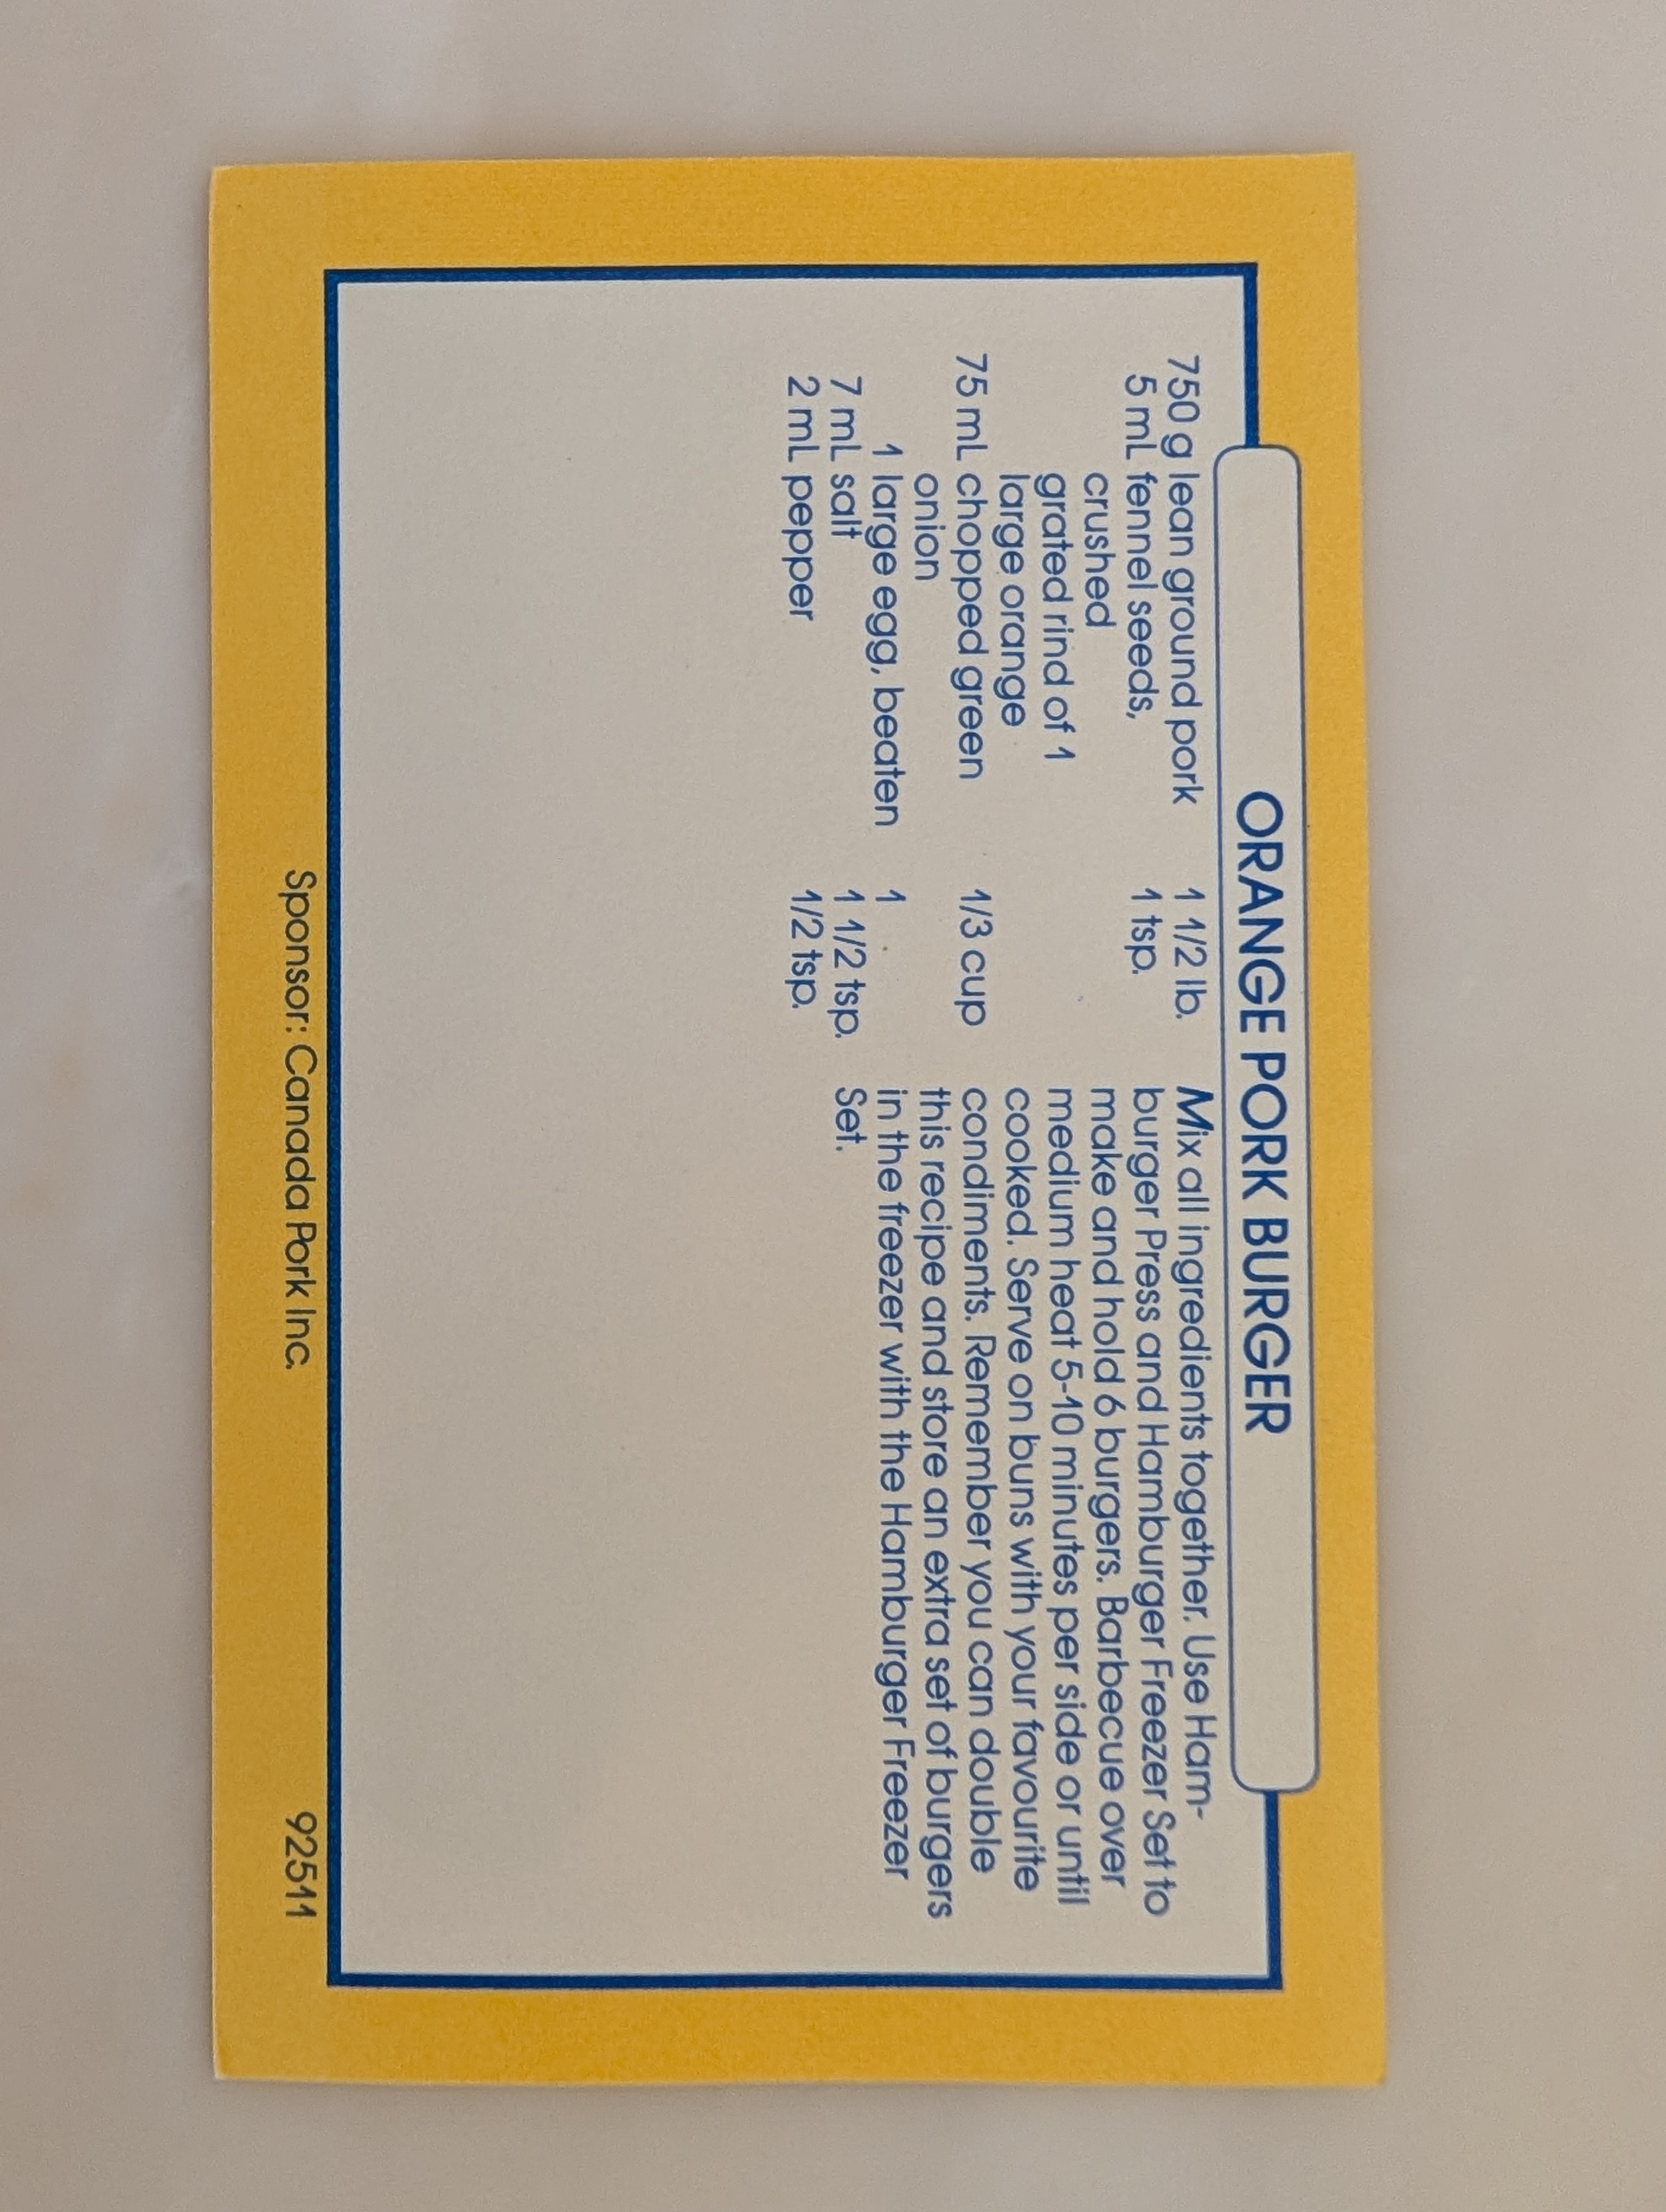 ORANGE PORK BURGER
750 g lean ground pork 1 1/2 lb.
5 mL fennel seeds, 1 tsp.
crushed
grated rind of 1
large orange
75 mL chopped green 1/3 cup
onion
1 large egg, beaten 1
7 mL salt 1 1/2 tsp.
2 mL pepper 1/2 tsp.
Mix all ingredients together. Use Ham-
burger Press and Hamburger Freezer Set to
make and hold 6 burgers. Barbecue over
medium heat 5-10 minutes per side or until
cooked. Serve on buns with your favourite
condiments. Remember you can double
this recipe and store an extra set of burgers
in the freezer with the Hamburger Freezer
Set.
Sponsor: Canada Pork Inc.
92511